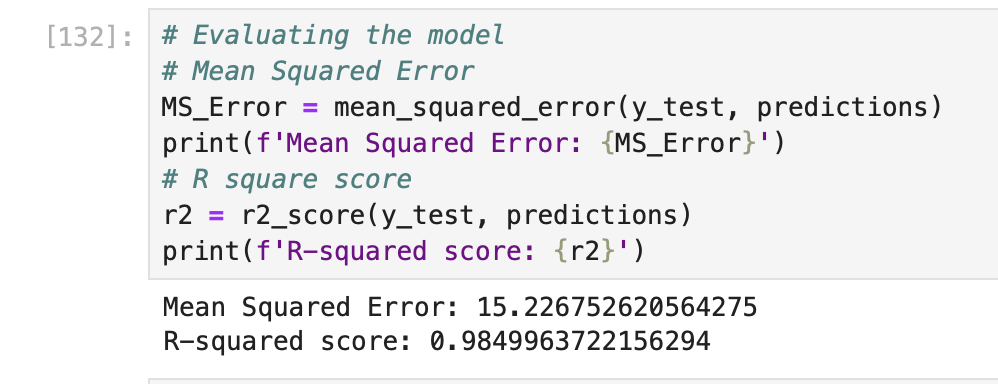 [132]:
# Evaluating the model
# Mean Squared Error
MS_Error = mean_squared_error(y_test, predictions)
print(f'Mean Squared Error: {MS_Error}')
# R square score
r2 = r2_score(y_test, predictions)
print(f'R-squared score: {r2}')
Mean Squared Error: 15.226752620564275
R-squared score: 0.9849963722156294